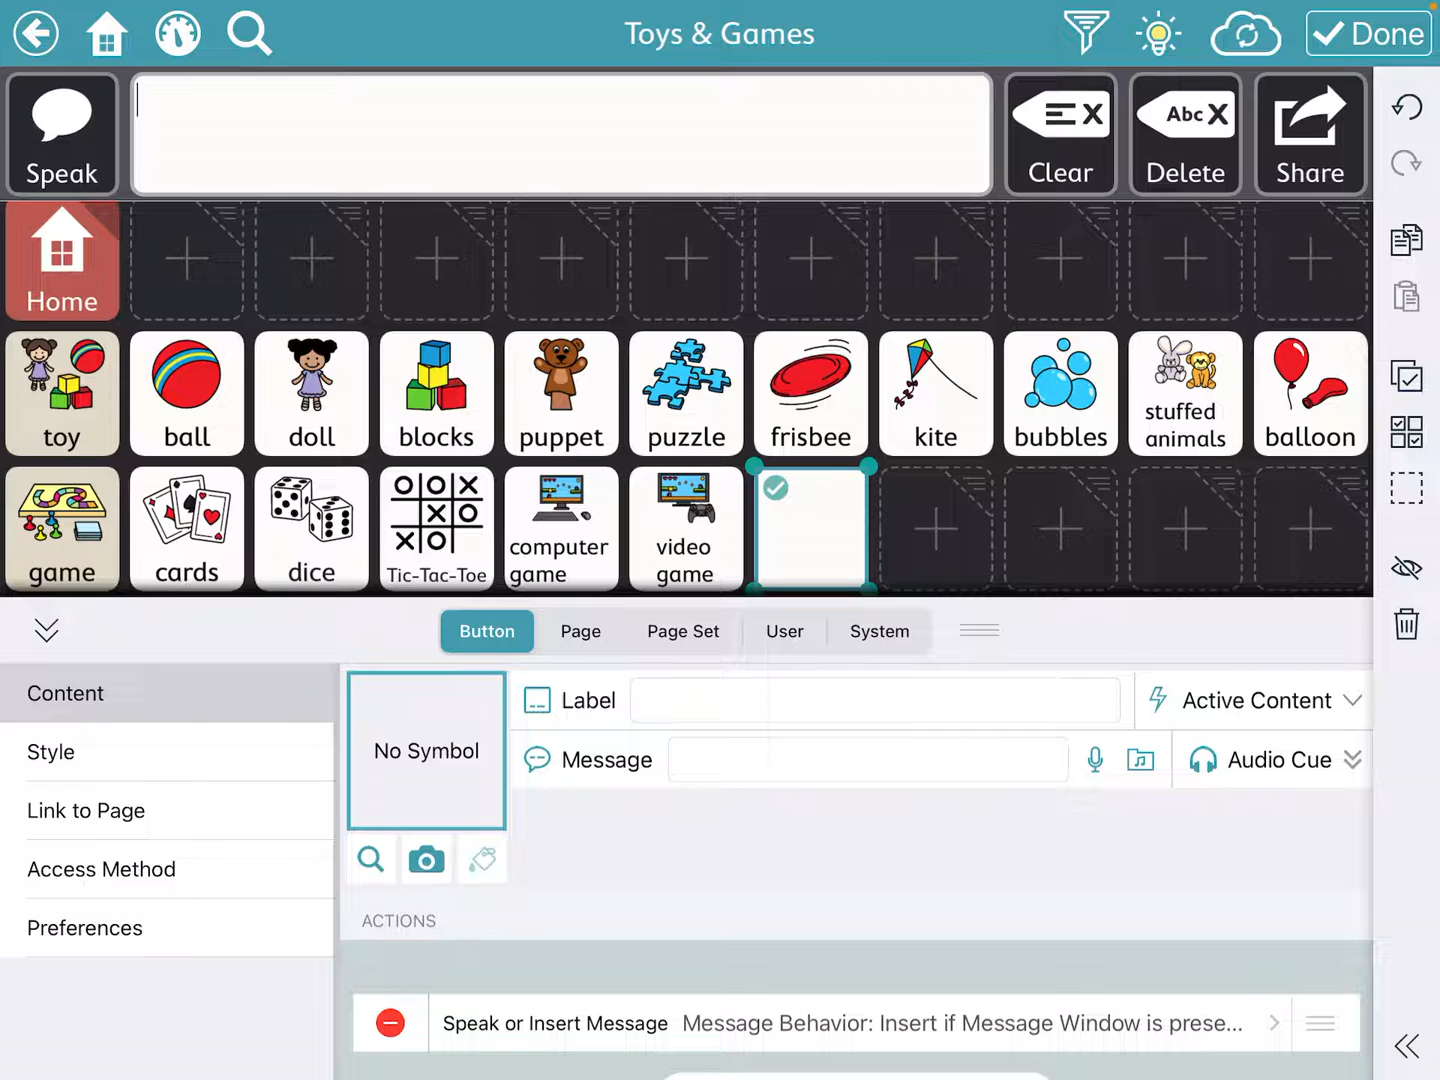 Toys & Games
Done
Speak
Clear
Abc X
Delete
Share
Home
toy
ball
doll
blocks
puppet
puzzle
frisbee
kite
bubbles
stuffed
animals
balloon
game
cards
dice
Tic-Tac-Toe
computer
game
video
game
Button
Page
Page Set
User
System
Content
Style
Link to Page
Access Method
Preferences
No Symbol
Label
Active Content
Message
Audio Cue
ACTIONS
Speak or Insert Message
Message Behavior: Insert if Message Window is prese...